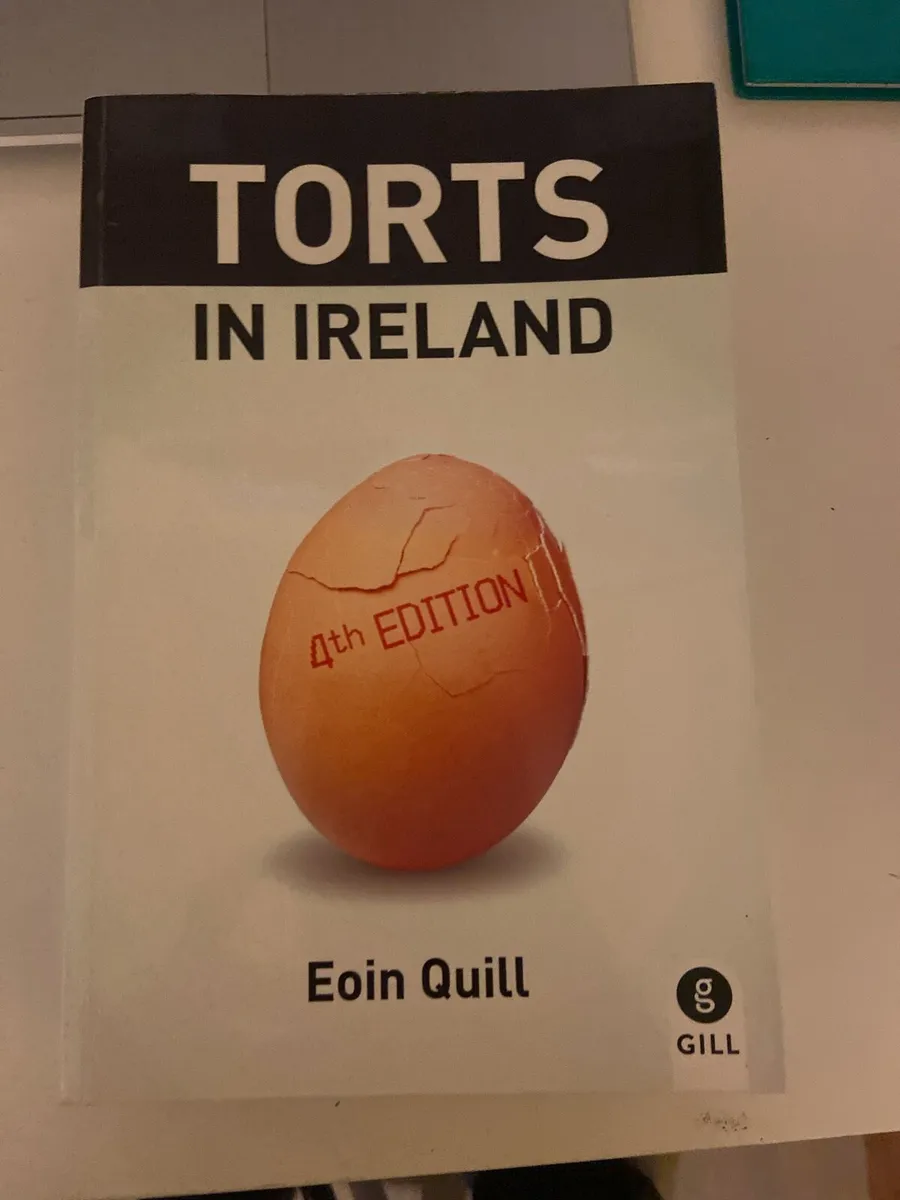 TORTS
IN IRELAND
4th EDITION
Eoin Quill
g
GILL